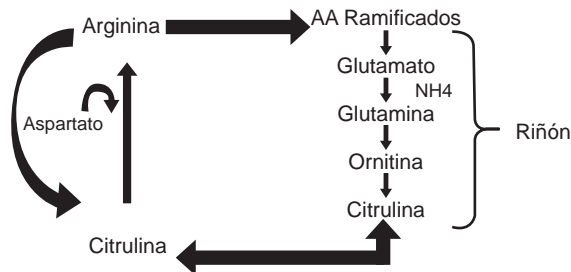 Arginina
AA Ramificados
Glutamato
NH4
Aspartato
Glutamina
Riñón
Ornitina
Citrulina
Citrulina